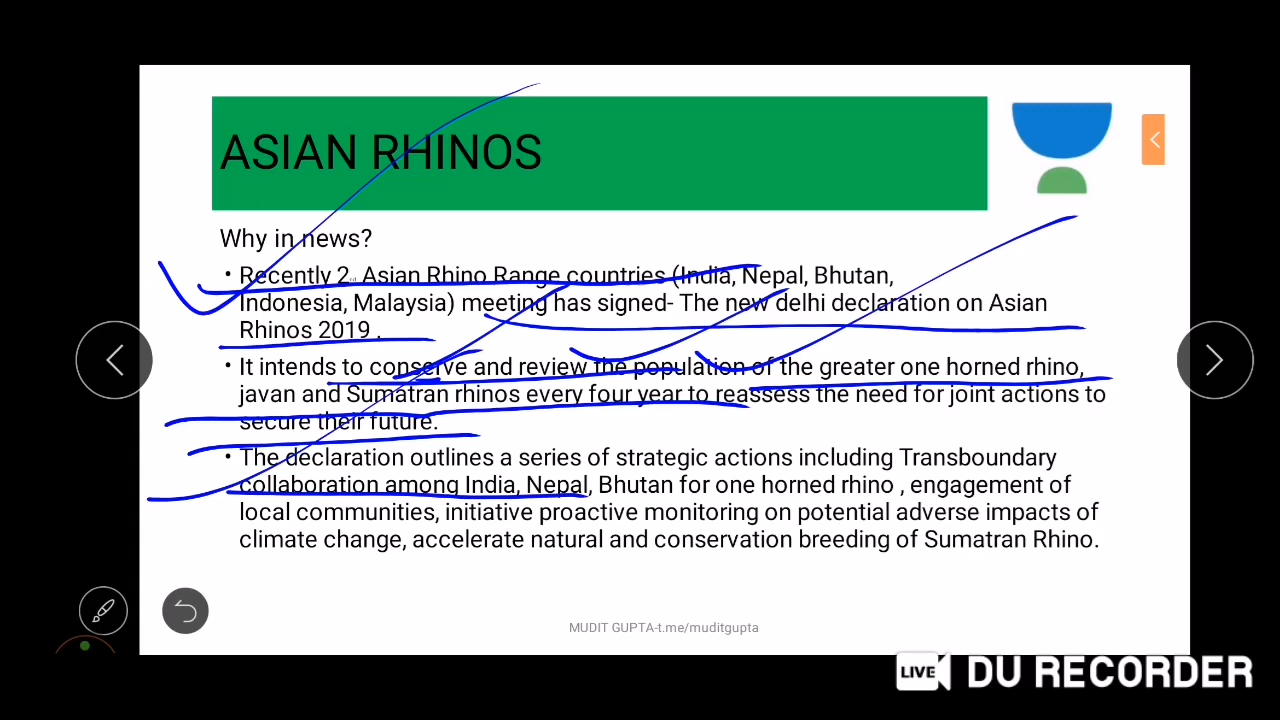 ASIAN RHINOS
Why in news?
• Recently 2nd Asian Rhino Range countries (India, Nepal, Bhutan,
Indonesia, Malaysia) meeting has signed- The new delhi declaration on Asian
Rhinos 2019 .
• It intends to conserve and review the population of the greater one horned rhino,
javan and Sumatran rhinos every four year to reassess the need for joint actions to
secure their future.
• The declaration outlines a series of strategic actions including Transboundary
collaboration among India, Nepal, Bhutan for one horned rhino , engagement of
local communities, initiative proactive monitoring on potential adverse impacts of
climate change, accelerate natural and conservation breeding of Sumatran Rhino.
MUDIT GUPTA-t.me/muditgupta
LIVE DU RECORDER